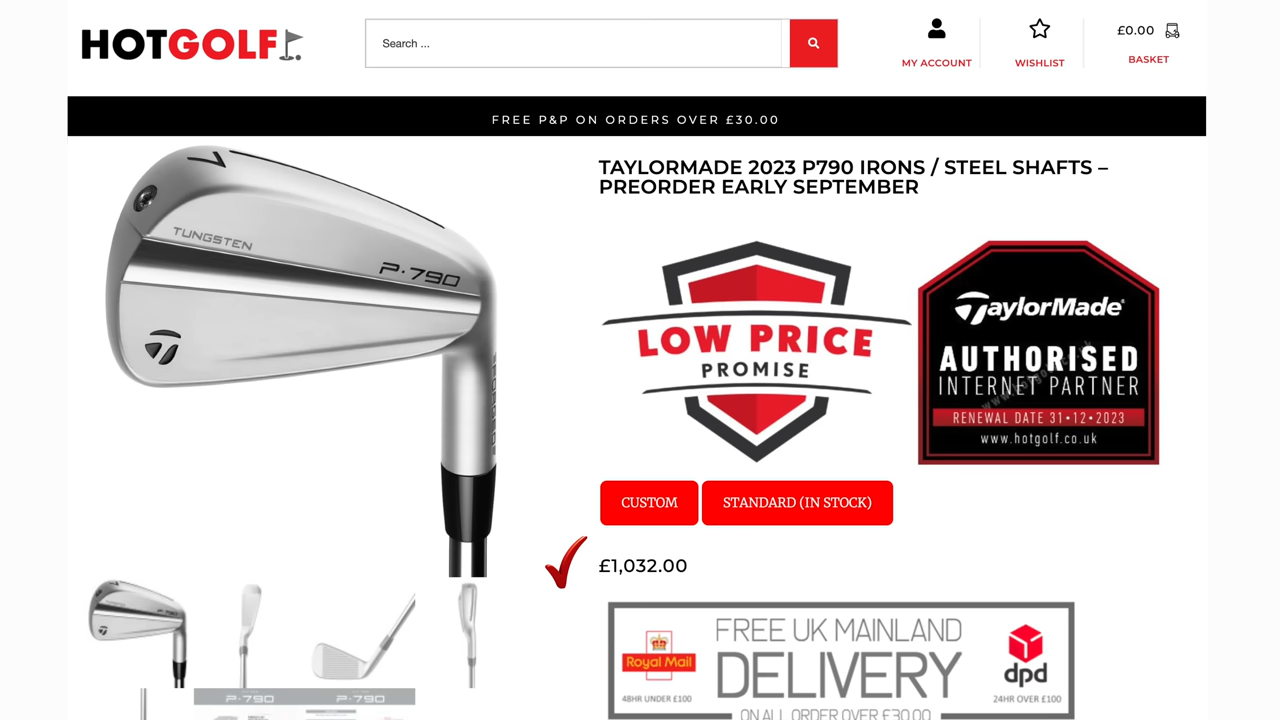 HOTGOLF
Search ...
MY ACCOUNT
WISHLIST
£0.00
BASKET
FREE P&P ON ORDERS OVER £30.00
TAYLORMADE 2023 P790 IRONS / STEEL SHAFTS –
PREORDER EARLY SEPTEMBER
7
TUNGSTEN
P·790
LOW PRICE
PROMISE
TaylorMade
AUTHORISED
INTERNET PARTNER
RENEWAL DATE 31•12•2023
www.hotgolf.co.uk
CUSTOM
STANDARD (IN STOCK)
£1,032.00
FREE UK MAINLAND
DELIVERY
ON ALL ORDER OVER £30.00
Royal Mail
48HR UNDER £100
dpd
24HR OVER £100
P·790
P·790